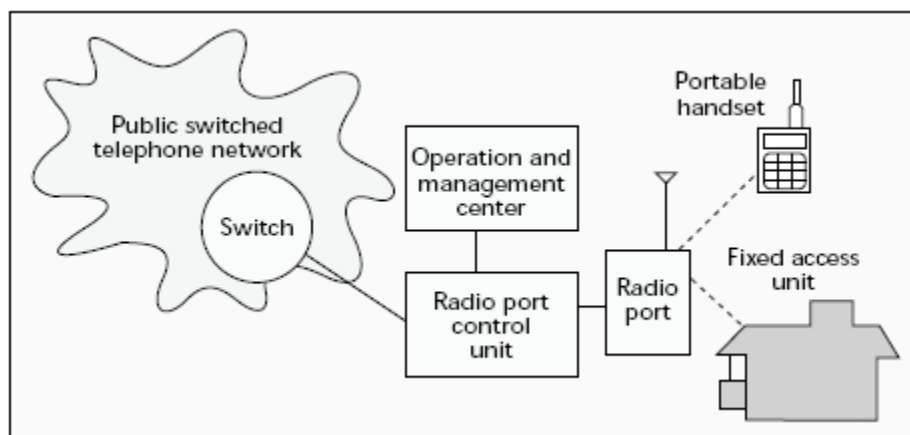 Public switched
telephone network
Switch
Operation and
management
center
Radio port
control
unit
Radio
port
Portable
handset
Fixed access
unit